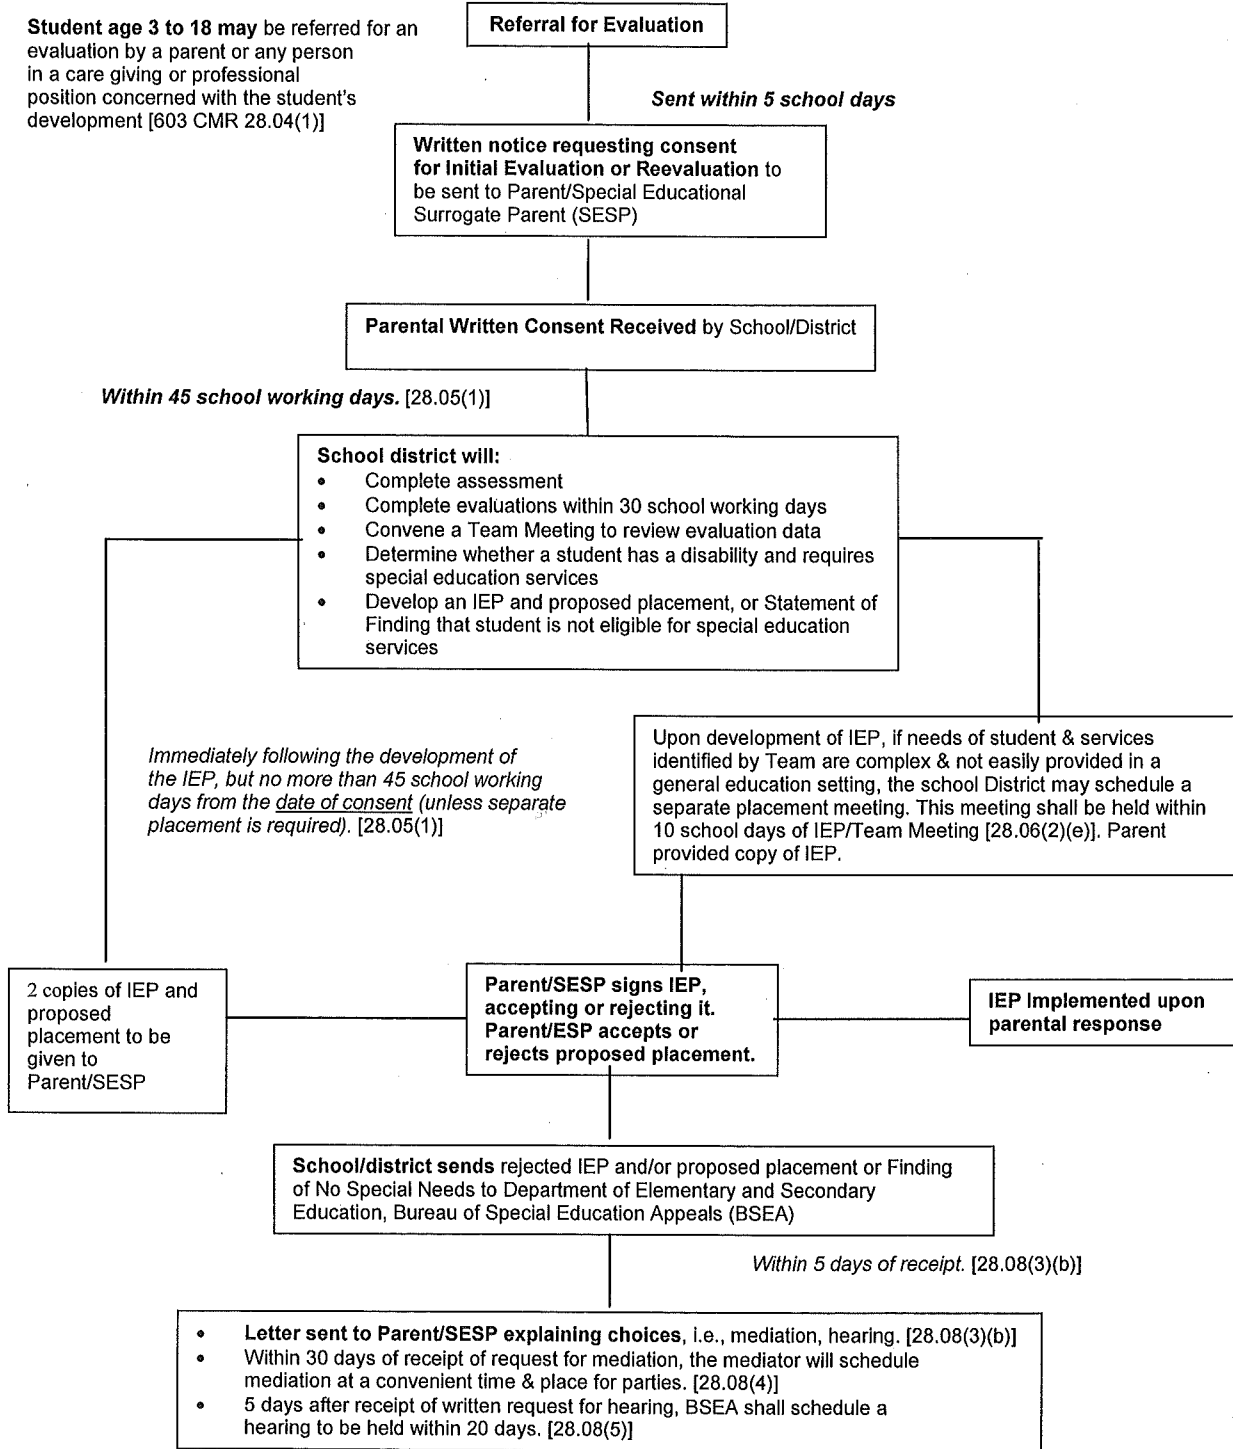 Student age 3 to 18 may be referred for an
evaluation by a parent or any person
in a care giving or professional
position concerned with the student's
development [603 CMR 28.04(1)]
Referral for Evaluation
Sent within 5 school days
Written notice requesting consent
for Initial Evaluation or Reevaluation to
be sent to Parent/Special Educational
Surrogate Parent (SESP)
Parental Written Consent Received by School/District
Within 45 school working days. [28.05(1)]
School district will:
• Complete assessment
• Complete evaluations within 30 school working days
• Convene a Team Meeting to review evaluation data
• Determine whether a student has a disability and requires
special education services
• Develop an IEP and proposed placement, or Statement of
Finding that student is not eligible for special education
services
Immediately following the development of
the IEP, but no more than 45 school working
days from the date of consent (unless separate
placement is required). [28.05(1)]
Upon development of IEP, if needs of student & services
identified by Team are complex & not easily provided in a
general education setting, the school District may schedule a
separate placement meeting. This meeting shall be held within
10 school days of IEP/Team Meeting [28.06(2)(e)]. Parent
provided copy of IEP.
2 copies of IEP and
proposed
placement to be
given to
Parent/SESP
Parent/SESP signs IEP,
accepting or rejecting it.
Parent/ESP accepts or
rejects proposed placement.
IEP Implemented upon
parental response
School/district sends rejected IEP and/or proposed placement or Finding
of No Special Needs to Department of Elementary and Secondary
Education, Bureau of Special Education Appeals (BSEA)
Within 5 days of receipt. [28.08(3)(b)]
• Letter sent to Parent/SESP explaining choices, i.e., mediation, hearing. [28.08(3)(b)]
• Within 30 days of receipt of request for mediation, the mediator will schedule
mediation at a convenient time & place for parties. [28.08(4)]
• 5 days after receipt of written request for hearing, BSEA shall schedule a
hearing to be held within 20 days. [28.08(5)]